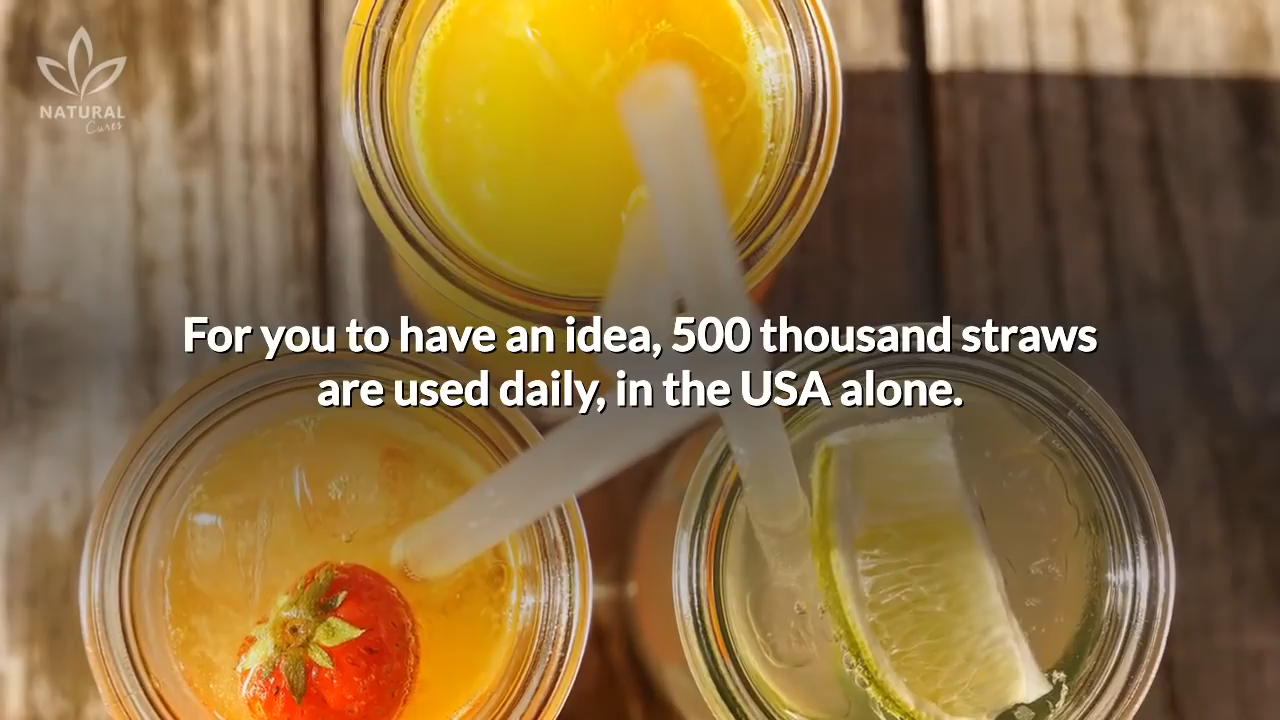 NATURAL
Cures
For you to have an idea, 500 thousand straws
are used daily, in the USA alone.